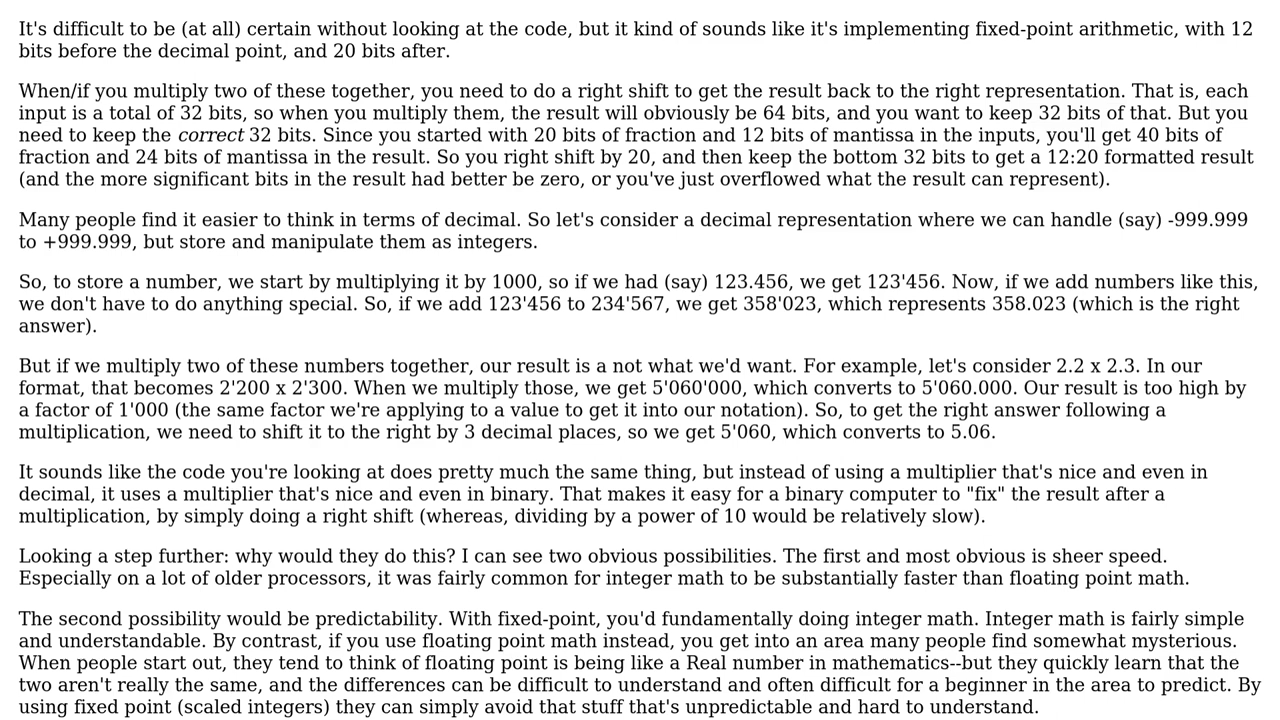 It's difficult to be (at all) certain without looking at the code, but it kind of sounds like it's implementing fixed-point arithmetic, with 12
bits before the decimal point, and 20 bits after.
When/if you multiply two of these together, you need to do a right shift to get the result back to the right representation. That is, each
input is a total of 32 bits, so when you multiply them, the result will obviously be 64 bits, and you want to keep 32 bits of that. But you
need to keep the correct 32 bits. Since you started with 20 bits of fraction and 12 bits of mantissa in the inputs, you'll get 40 bits of
fraction and 24 bits of mantissa in the result. So you right shift by 20, and then keep the bottom 32 bits to get a 12:20 formatted result
(and the more significant bits in the result had better be zero, or you've just overflowed what the result can represent).
Many people find it easier to think in terms of decimal. So let's consider a decimal representation where we can handle (say) -999.999
to +999.999, but store and manipulate them as integers.
So, to store a number, we start by multiplying it by 1000, so if we had (say) 123.456, we get 123'456. Now, if we add numbers like this,
we don't have to do anything special. So, if we add 123'456 to 234'567, we get 358'023, which represents 358.023 (which is the right
answer).
But if we multiply two of these numbers together, our result is a not what we'd want. For example, let's consider 2.2 x 2.3. In our
format, that becomes 2'200 x 2'300. When we multiply those, we get 5'060'000, which converts to 5'060.000. Our result is too high by
a factor of 1'000 (the same factor we're applying to a value to get it into our notation). So, to get the right answer following a
multiplication, we need to shift it to the right by 3 decimal places, so we get 5'060, which converts to 5.06.
It sounds like the code you're looking at does pretty much the same thing, but instead of using a multiplier that's nice and even in
decimal, it uses a multiplier that's nice and even in binary. That makes it easy for a binary computer to "fix" the result after a
multiplication, by simply doing a right shift (whereas, dividing by a power of 10 would be relatively slow).
Looking a step further: why would they do this? I can see two obvious possibilities. The first and most obvious is sheer speed.
Especially on a lot of older processors, it was fairly common for integer math to be substantially faster than floating point math.
The second possibility would be predictability. With fixed-point, you'd fundamentally doing integer math. Integer math is fairly simple
and understandable. By contrast, if you use floating point math instead, you get into an area many people find somewhat mysterious.
When people start out, they tend to think of floating point is being like a Real number in mathematics--but they quickly learn that the
two aren't really the same, and the differences can be difficult to understand and often difficult for a beginner in the area to predict. By
using fixed point (scaled integers) they can simply avoid that stuff that's unpredictable and hard to understand.